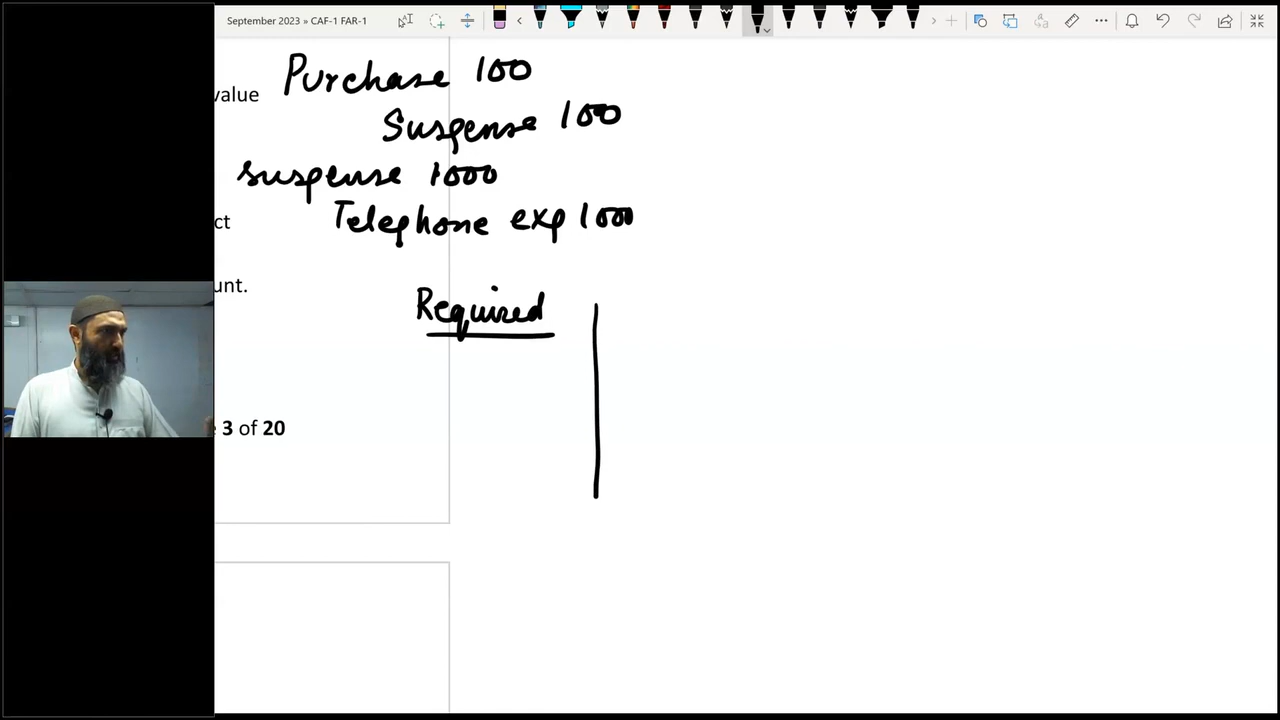 September 2023 » CAF-1 FAR-1
value
Purchase 100
Suspense 100
suspense 1000
ct
Telephone exp 1000
unt.
Required
3 of 20